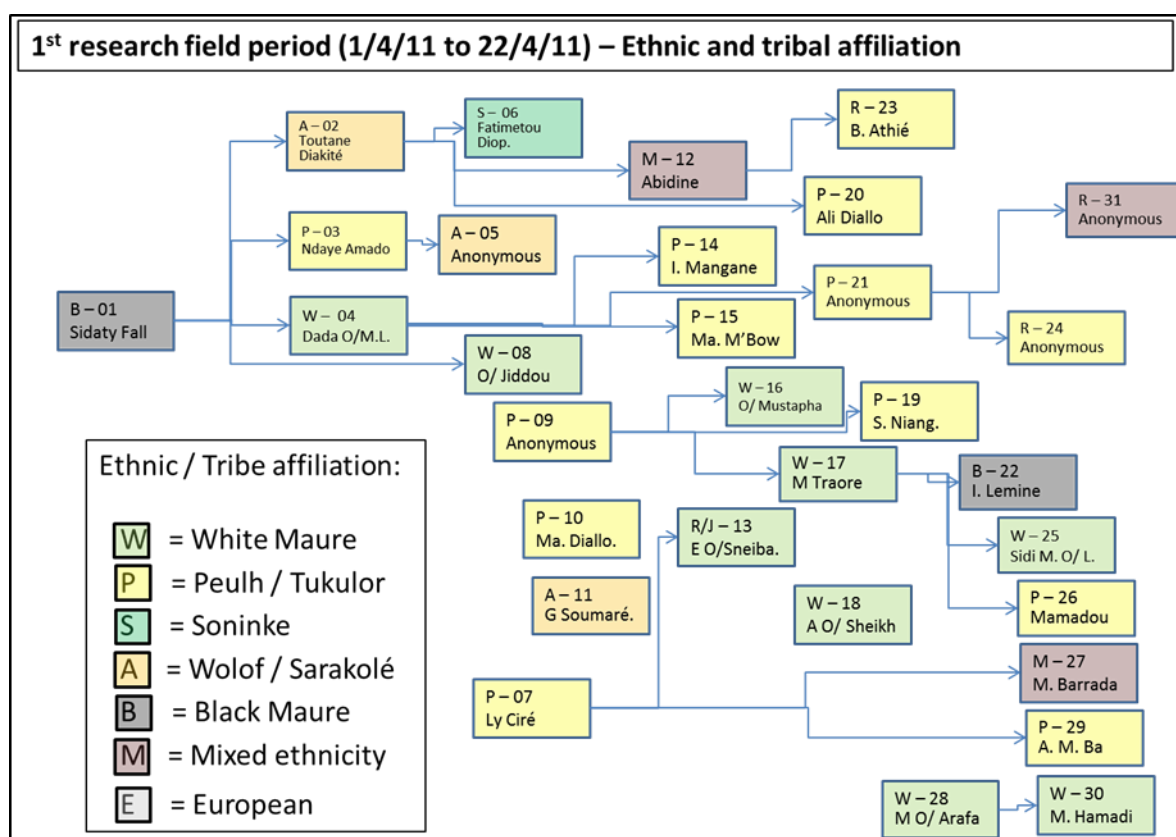 1st research field period (1/4/11 to 22/4/11) – Ethnic and tribal affiliation
A – 02
Toutane
Diakité
S – 06
Fatimetou
Diop.
R – 23
B. Athié
M – 12
Abidine
P – 20
Ali Diallo
R – 31
Anonymous
P – 03
Ndaye Amado
A – 05
Anonymous
P – 14
I. Mangane
P – 21
Anonymous
B – 01
Sidaty Fall
W – 04
Dada O/M.L.
P – 15
Ma. M'Bow
R – 24
Anonymous
W – 08
O/ Jiddou
W – 16
O/ Mustapha
P – 19
S. Niang.
P – 09
Anonymous
W – 17
M Traore
B – 22
I. Lemine
P – 10
Ma. Diallo.
R/J – 13
E O/Sneiba.
W – 25
Sidi M. O/ L.
A – 11
G Soumaré.
W – 18
A O/ Sheikh
P – 26
Mamadou
M – 27
M. Barrada
P – 07
Ly Ciré
P – 29
A. M. Ba
W – 28
M O/ Arafa
W – 30
M. Hamadi
Ethnic / Tribe affiliation:
W = White Maure
P = Peulh / Tukulor
S = Soninke
A = Wolof / Sarakolé
B = Black Maure
M = Mixed ethnicity
E = European